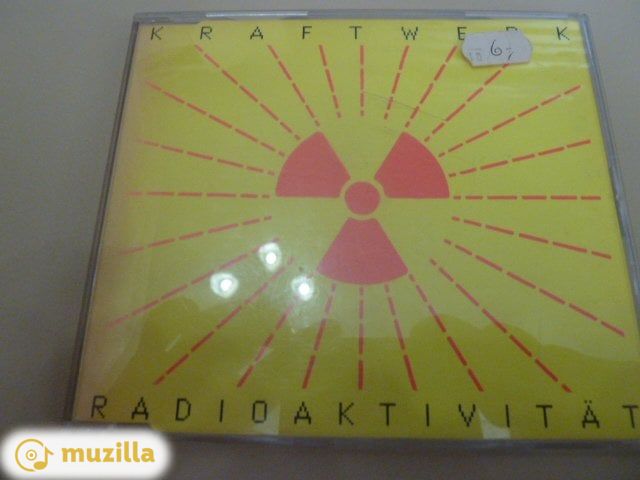 KRAFTWERK
6,-
RADIOAKTIVITÄT
muzilla